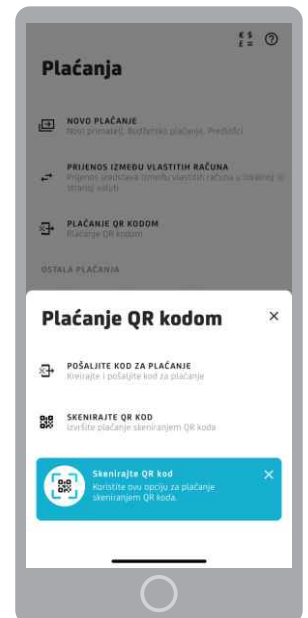 € $
£ =
?
Plaćanja
NOVO PLAĆANJE
Novi primatelj, Budžetsko plaćanje, Predlošci
PRIJENOS IZMEĐU VLASTITIH RAČUNA
Prijenos sredstava između vlastitih računa u lokalnoj ili
stranoj valuti
PLAĆANJE QR KODOM
Plaćanje QR kodom
OSTALA PLAĆANJA
Plaćanje QR kodom
POŠALJITE KOD ZA PLAĆANJE
Kreirajte i pošaljite kod za plaćanje
SKENIRAJTE QR KOD
Izvršite plaćanje skeniranjem QR koda
Skenirajte QR kod
Koristite ovu opciju za plaćanje
skeniranjem QR koda.